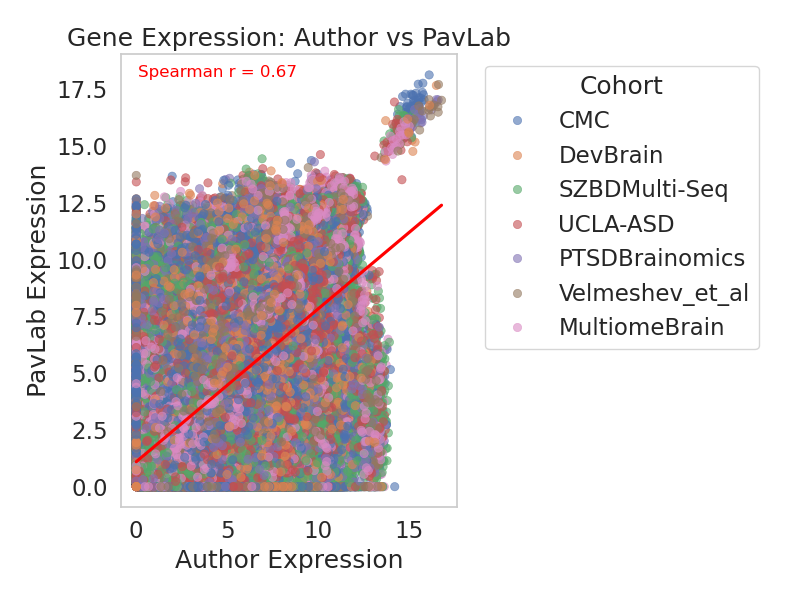 Gene Expression: Author vs PavLab
Spearman r = 0.67
17.5
15.0
12.5
10.0
7.5
5.0
2.5
0.0
PavLab Expression
0 5 10 15
Author Expression
Cohort
CMC
DevBrain
SZBDMulti-Seq
UCLA-ASD
PTSDBrainomics
Velmeshev_et_al
MultiomeBrain